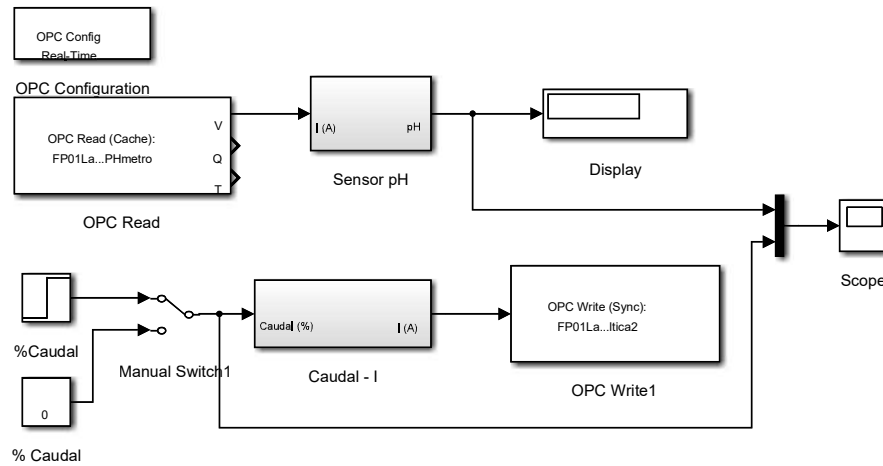 OPC Config
Real-Time
OPC Configuration
OPC Read (Cache):
FP01La...PHmetro
V
Q
T
OPC Read
I (A)
pH
Sensor pH
Display
Scope
%Caudal
Manual Switch1
Caudal (%)
I (A)
Caudal - I
OPC Write (Sync):
FP01La...ltica2
OPC Write1
0
% Caudal